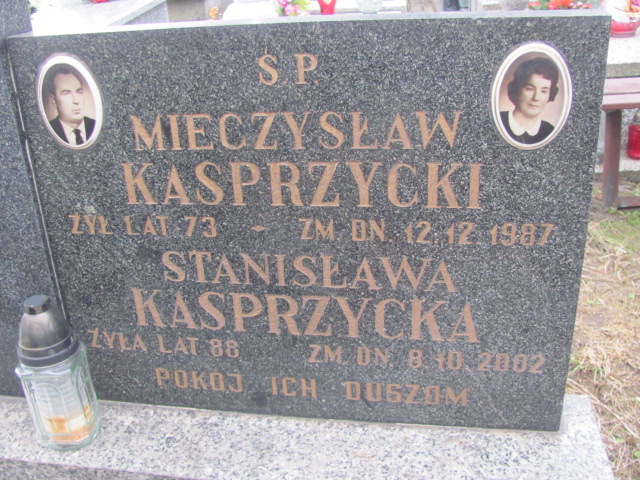 Ś.P.
MIECZYSŁAW
KASPRZYCKI
ŻYŁ LAT 73 - ZM DN. 12.12 1987
STANISŁAWA
KASPRZYCKA
ŻYŁA LAT 88 ZM DN. 8.10.2002
POKÓJ ICH DUSZOM